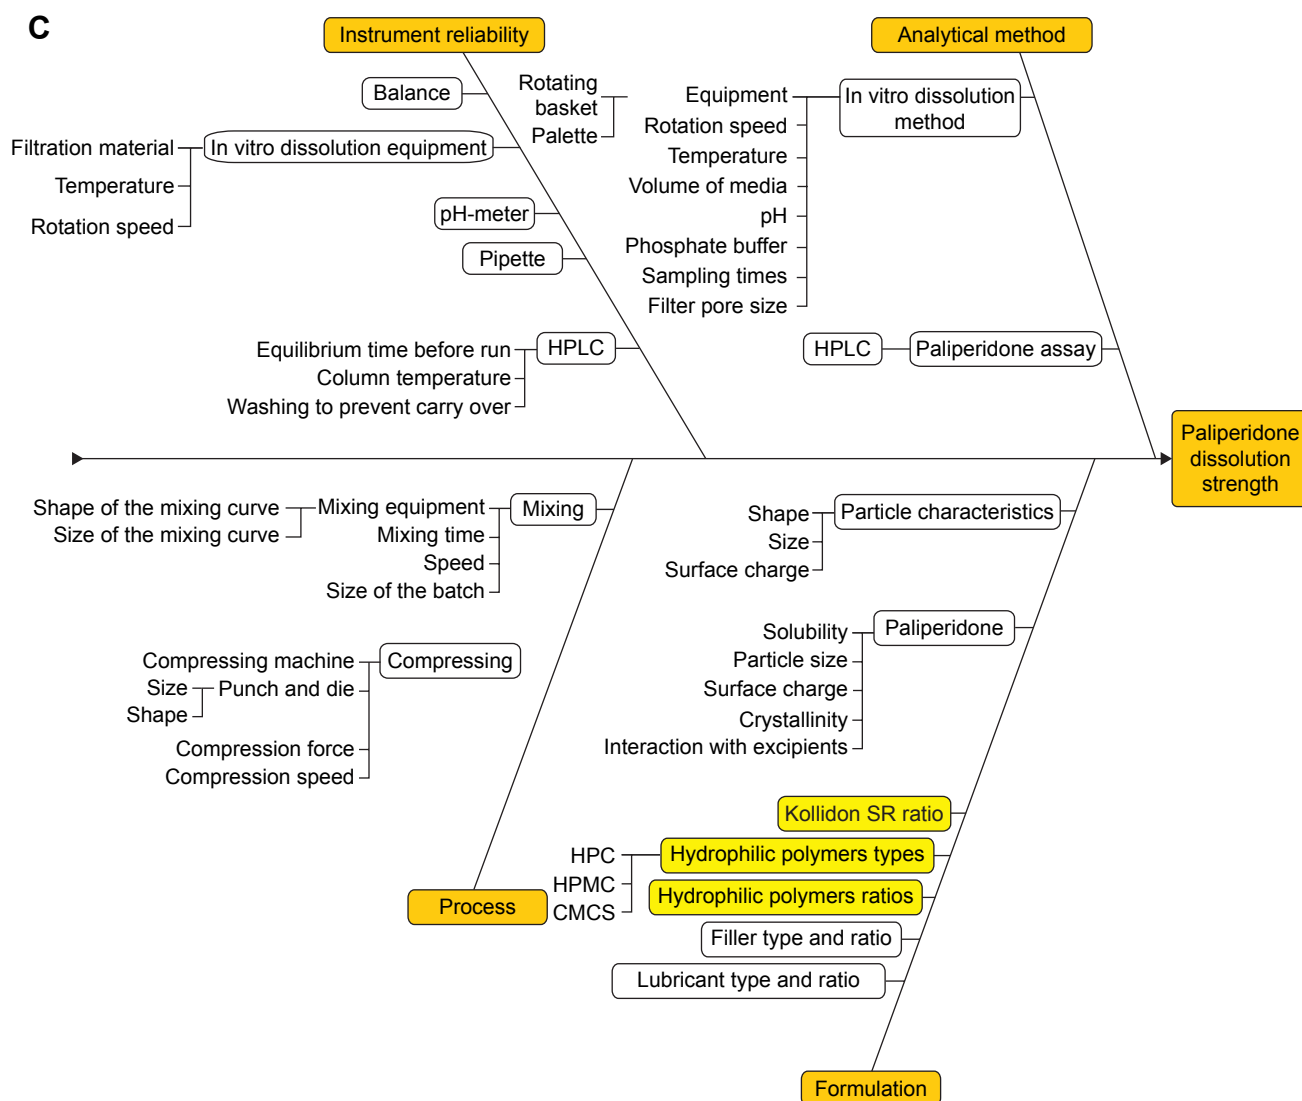 C
Instrument reliability
Balance
Filtration material
In vitro dissolution equipment
Temperature
Rotation speed
pH-meter
Pipette
Equilibrium time before run
HPLC
Column temperature
Washing to prevent carry over
Analytical method
Rotating
basket
Palette
Equipment
In vitro dissolution
method
Rotation speed
Temperature
Volume of media
pH
Phosphate buffer
Sampling times
Filter pore size
HPLC
Paliperidone assay
Paliperidone
dissolution
strength
Shape of the mixing curve
Size of the mixing curve
Mixing equipment
Mixing
Mixing time
Speed
Size of the batch
Compressing machine
Compressing
Size
Punch and die
Shape
Compression force
Compression speed
Process
Shape
Particle characteristics
Size
Surface charge
Solubility
Paliperidone
Particle size
Surface charge
Crystallinity
Interaction with excipients
Kollidon SR ratio
HPC
Hydrophilic polymers types
HPMC
Hydrophilic polymers ratios
CMCS
Filler type and ratio
Lubricant type and ratio
Formulation